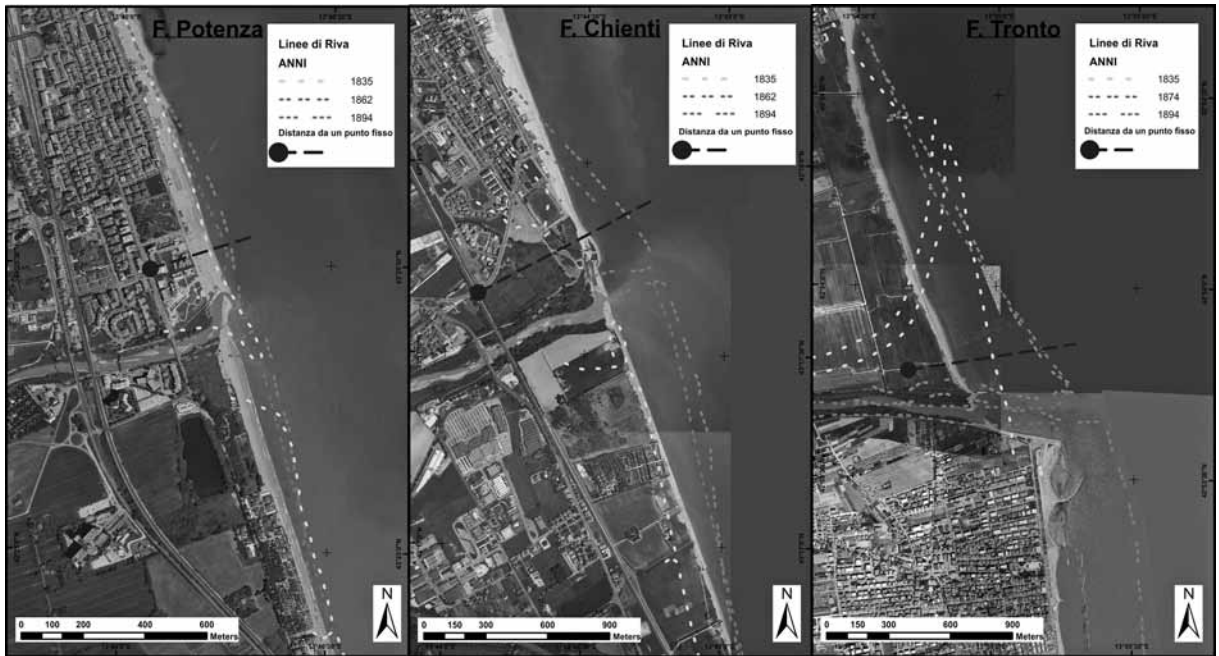 F. Potenza
Linee di Riva
ANNI
1835
1862
1894
Distanza da un punto fisso
N
0 100 200 400 600
Meters
F. Chienti
Linee di Riva
ANNI
1835
1862
1894
Distanza da un punto fisso
N
0 150 300 600 900
Meters
F. Tronto
Linee di Riva
ANNI
1835
1874
1894
Distanza da un punto fisso
N
0 150 300 600 900
Meters